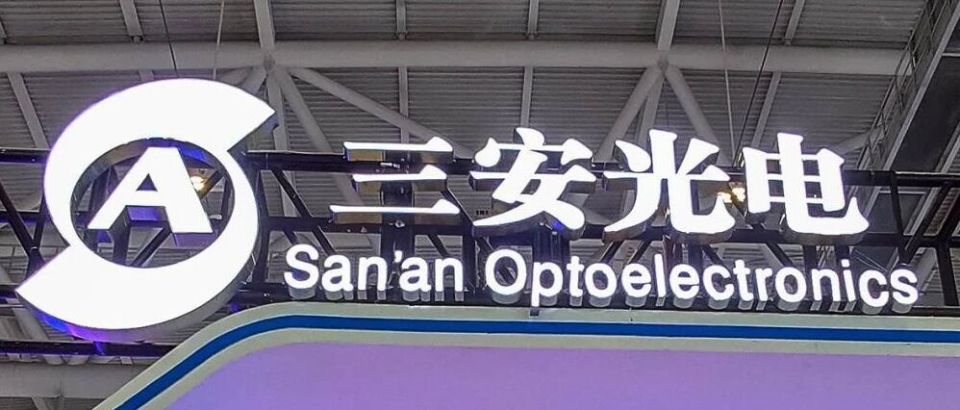 A
三安光电
San'an Optoelectronics